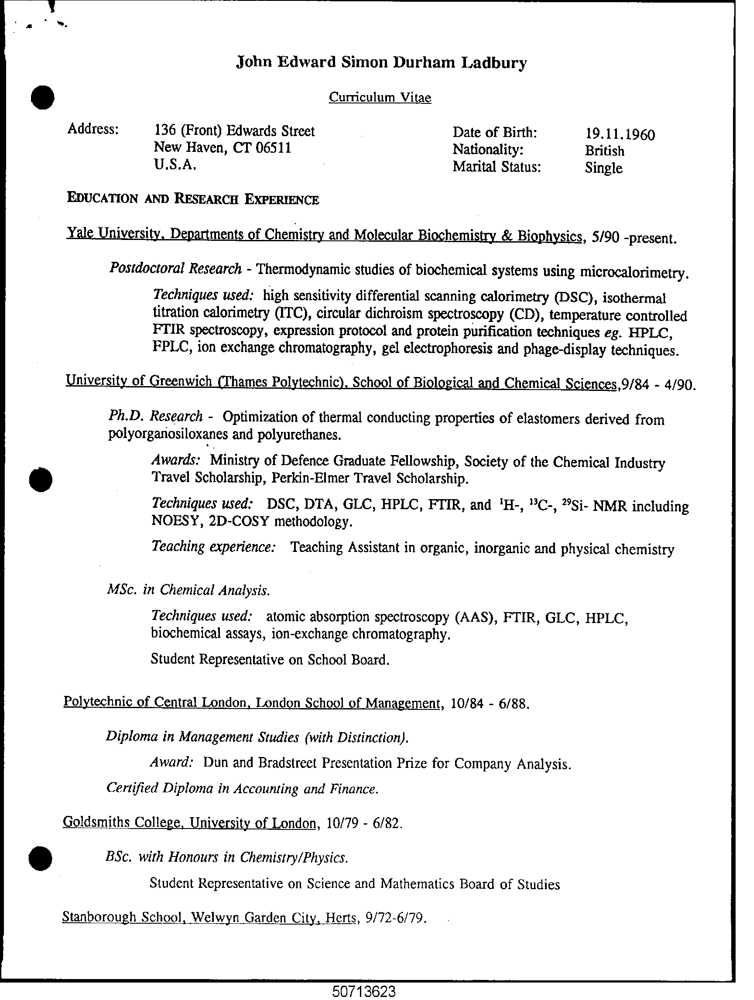 John Edward Simon Durham Ladbury
Curriculum Vitae
Address: 136 (Front) Edwards Street Date of Birth: 19.11.1960
New Haven, CT 06511 Nationality: British
U.S.A. Marital Status: Single
EDUCATION AND RESEARCH EXPERIENCE
Yale University, Departments of Chemistry and Molecular Biochemistry & Biophysics, 5/90 -present.
Postdoctoral Research - Thermodynamic studies of biochemical systems using microcalorimetry.
Techniques used: high sensitivity differential scanning calorimetry (DSC), isothermal
titration calorimetry (ITC), circular dichroism spectroscopy (CD), temperature controlled
FTIR spectroscopy, expression protocol and protein purification techniques eg. HPLC,
FPLC, ion exchange chromatography, gel electrophoresis and phage-display techniques.
University of Greenwich (Thames Polytechnic), School of Biological and Chemical Sciences,9/84 - 4/90.
Ph.D. Research - Optimization of thermal conducting properties of elastomers derived from
polyorganosiloxanes and polyurethanes.
Awards: Ministry of Defence Graduate Fellowship, Society of the Chemical Industry
Travel Scholarship, Perkin-Elmer Travel Scholarship.
Techniques used: DSC, DTA, GLC, HPLC, FTIR, and ¹H-, ¹³C-, ²⁹Si- NMR including
NOESY, 2D-COSY methodology.
Teaching experience: Teaching Assistant in organic, inorganic and physical chemistry
MSc. in Chemical Analysis.
Techniques used: atomic absorption spectroscopy (AAS), FTIR, GLC, HPLC,
biochemical assays, ion-exchange chromatography.
Student Representative on School Board.
Polytechnic of Central London, London School of Management, 10/84 - 6/88.
Diploma in Management Studies (with Distinction).
Award: Dun and Bradstreet Presentation Prize for Company Analysis.
Certified Diploma in Accounting and Finance.
Goldsmiths College, University of London, 10/79 - 6/82.
BSc. with Honours in Chemistry/Physics.
Student Representative on Science and Mathematics Board of Studies
Stanborough School, Welwyn Garden City, Herts, 9/72-6/79.
50713623